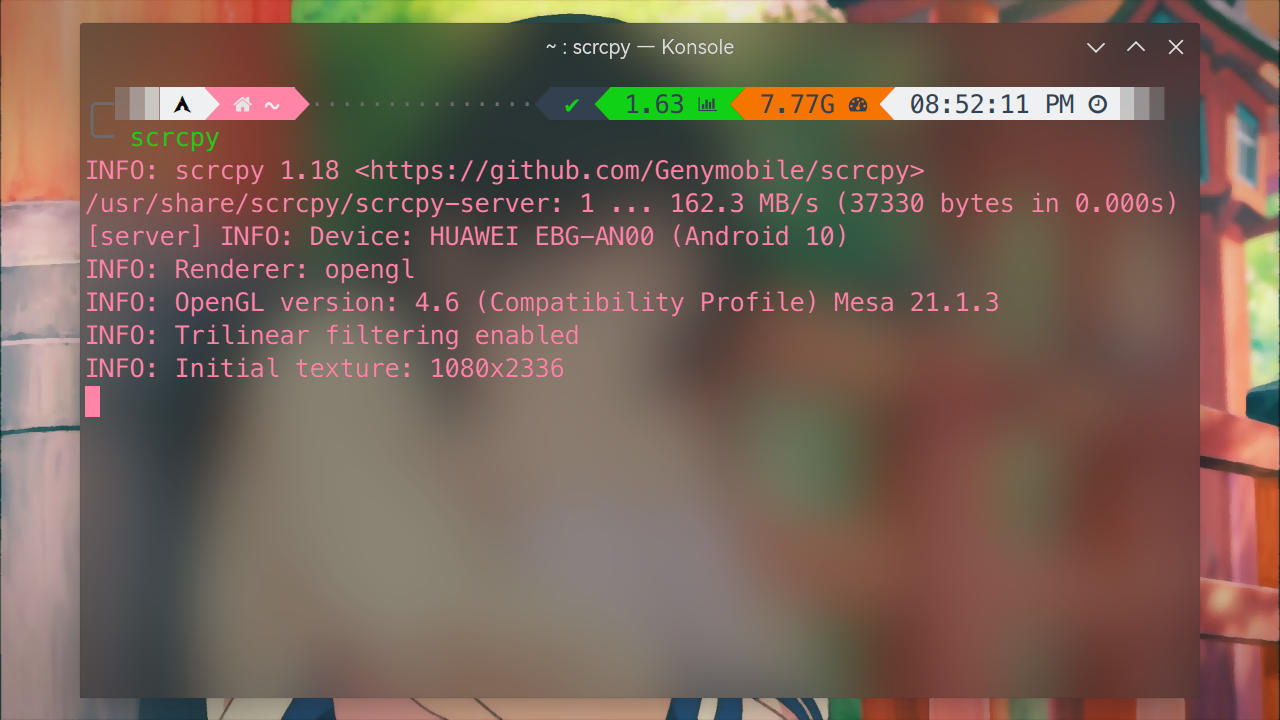 ~ : scrcpy — Konsole
~ ··············· ✔ 1.63 7.77G 08:52:11 PM
scrcpy
INFO: scrcpy 1.18 <https://github.com/Genymobile/scrcpy>
/usr/share/scrcpy/scrcpy-server: 1 ... 162.3 MB/s (37330 bytes in 0.000s)
[server] INFO: Device: HUAWEI EBG-AN00 (Android 10)
INFO: Renderer: opengl
INFO: OpenGL version: 4.6 (Compatibility Profile) Mesa 21.1.3
INFO: Trilinear filtering enabled
INFO: Initial texture: 1080x2336